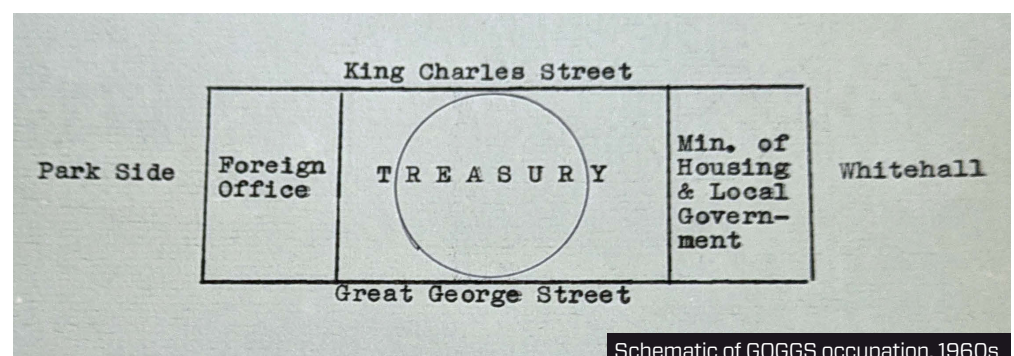 King Charles Street
Park Side
Foreign
Office
T R E A S U R Y
Min. of
Housing
& Local
Govern-
ment
Whitehall
Great George Street
Schematic of GOGGS occupation, 1960s